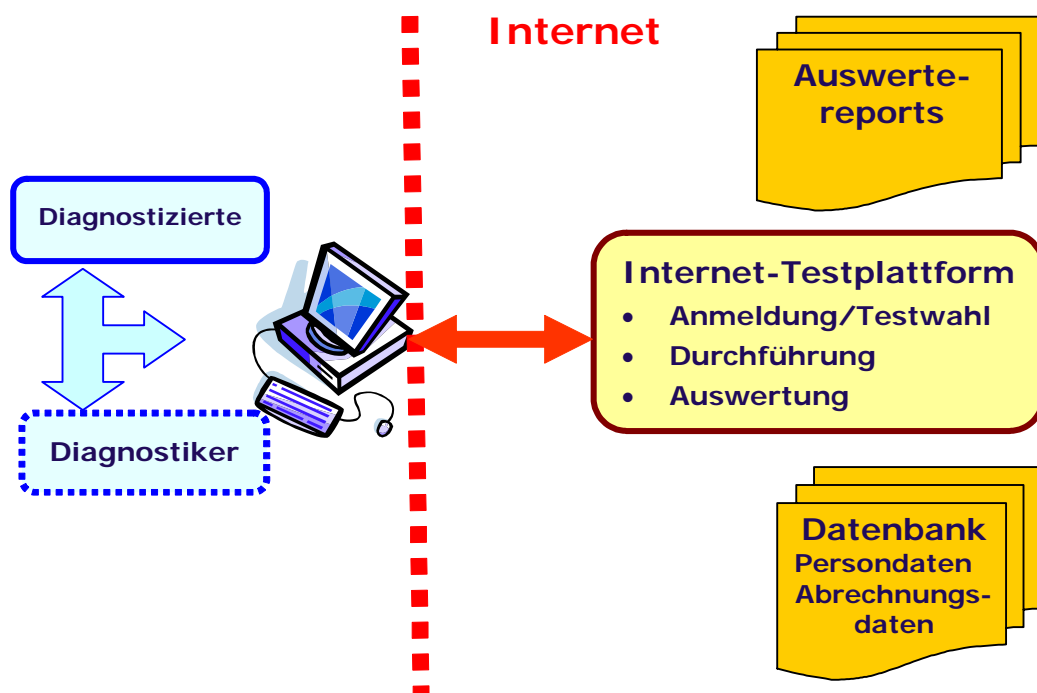 Internet
Auswerte-
reports
Diagnostizierte
Diagnostiker
Internet-Testplattform
• Anmeldung/Testwahl
• Durchführung
• Auswertung
Datenbank
Persondaten
Abrechnungs-
daten